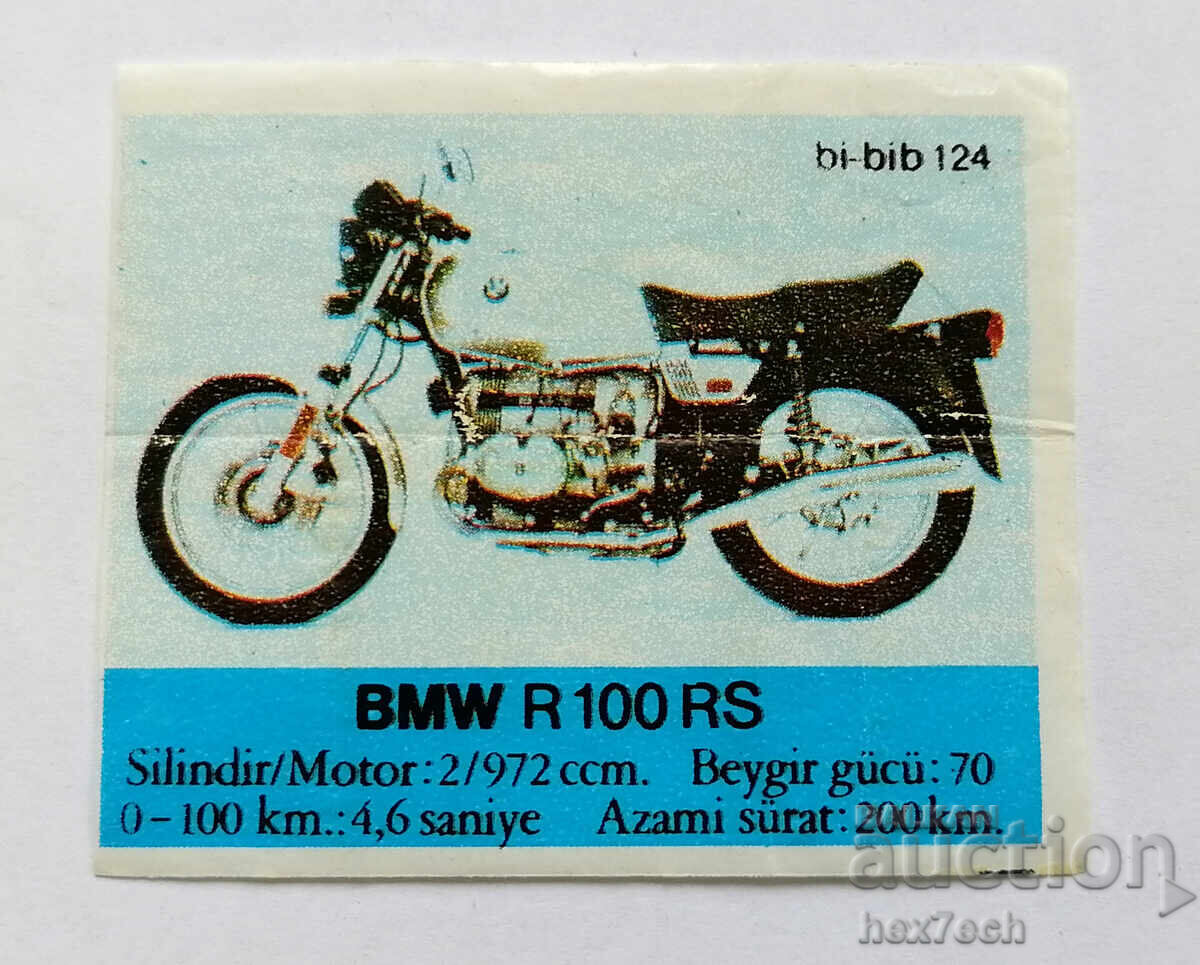 bi-bib 124
BMW R 100 RS
Silindir/Motor: 2/972 ccm. Beygir gücü: 70
0-100 km.: 4,6 saniye Azami sürat: 200 km.
BALKAN
auction
hex7ech